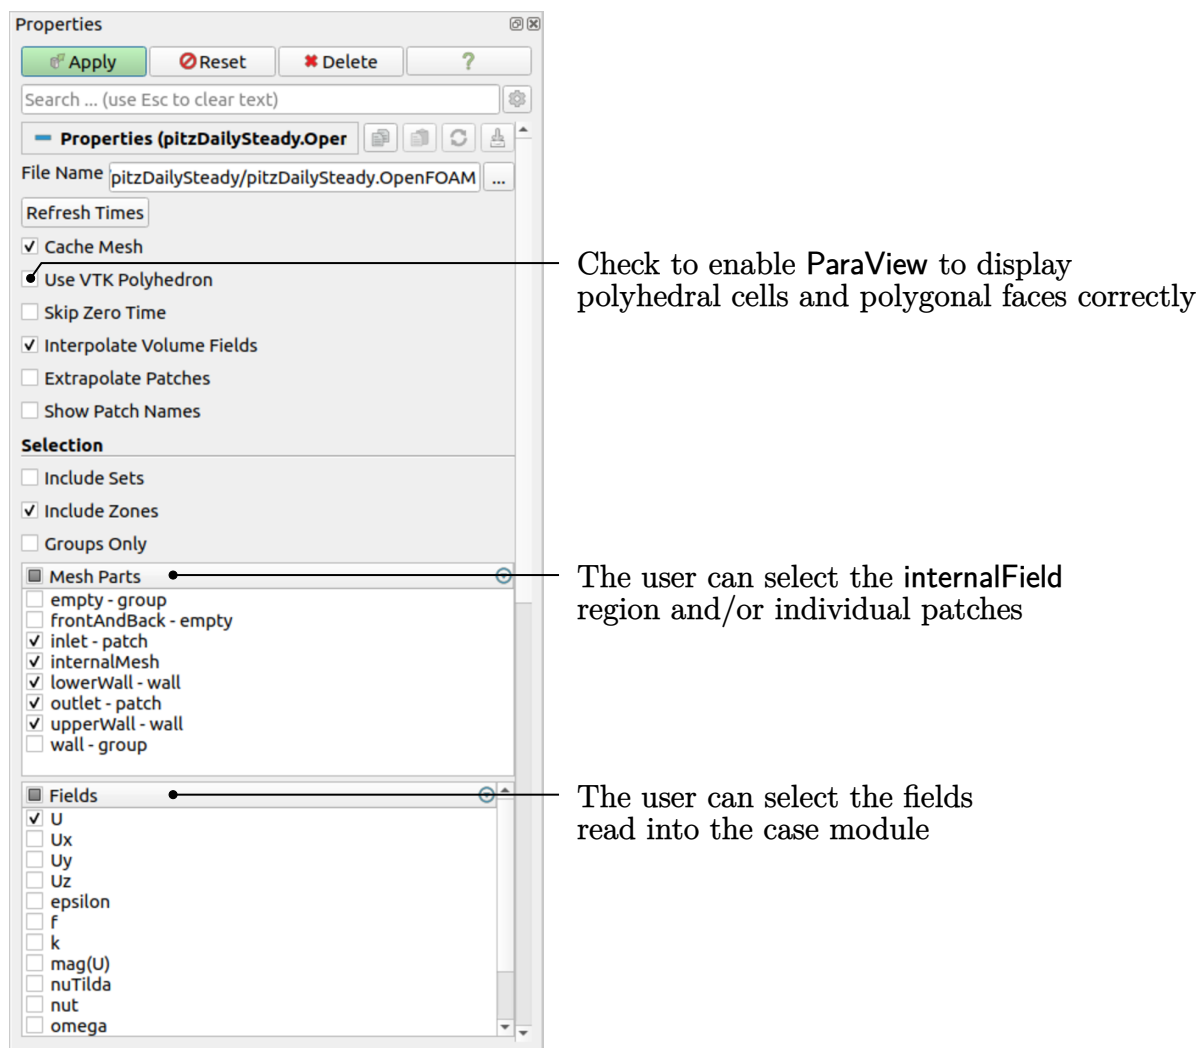 Properties
Apply
Reset
Delete
?
Search ... (use Esc to clear text)
Properties (pitzDailySteady.Oper
File Name pitzDailySteady/pitzDailySteady.OpenFOAM ...
Refresh Times
Cache Mesh
Use VTK Polyhedron
Check to enable ParaView to display
polyhedral cells and polygonal faces correctly
Skip Zero Time
Interpolate Volume Fields
Extrapolate Patches
Show Patch Names
Selection
Include Sets
Include Zones
Groups Only
Mesh Parts
The user can select the internalField
region and/or individual patches
empty - group
frontAndBack - empty
inlet - patch
internalMesh
lowerWall - wall
outlet - patch
upperWall - wall
wall - group
Fields
The user can select the fields
read into the case module
U
Ux
Uy
Uz
epsilon
f
k
mag(U)
nuTilda
nut
omega